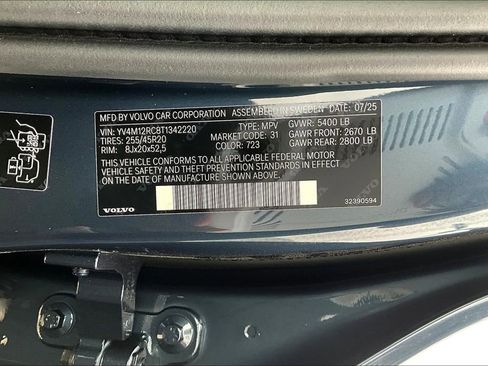 MFD BY VOLVO CAR CORPORATION ASSEMBLED IN SWEDEN DATE: 07/25
VIN: YV4M12RC8T1342220 TYPE: MPV GVWR: 5400 LB
TIRES: 255/45R20 MARKET CODE: 31 GAWR FRONT: 2670 LB
RIM: 8Jx20x52,5 COLOR: 723 GAWR REAR: 2800 LB
THIS VEHICLE CONFORMS TO ALL APPLICABLE FEDERAL MOTOR
VEHICLE SAFETY AND THEFT PREVENTION STANDARDS IN EFFECT ON
THE DATE OF MANUFACTURE SHOWN ABOVE.
VOLVO
32390594